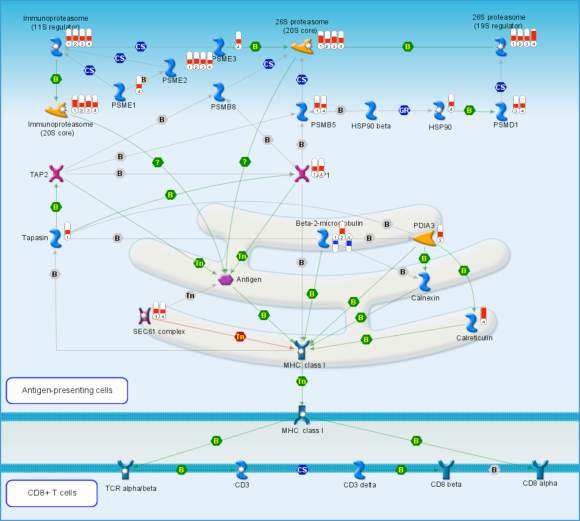 Immunoproteasome
(11S regulator)
26S proteasome
(20S core)
26S proteasome
(19S regulator)
PSME3
PSME2
PSME1
PSMB8
Immunoproteasome
(20S core)
PSMB5
HSP90 beta
HSP90
PSMD1
TAP2
Tapasin
Beta-2-microglobulin
PDIA3
Antigen
Calnexin
SEC61 complex
Calreticulin
MHC class I
Antigen-presenting cells
MHC class I
TCR alpha/beta
CD3
CD3 delta
CD8 beta
CD8 alpha
CD8+ T cells